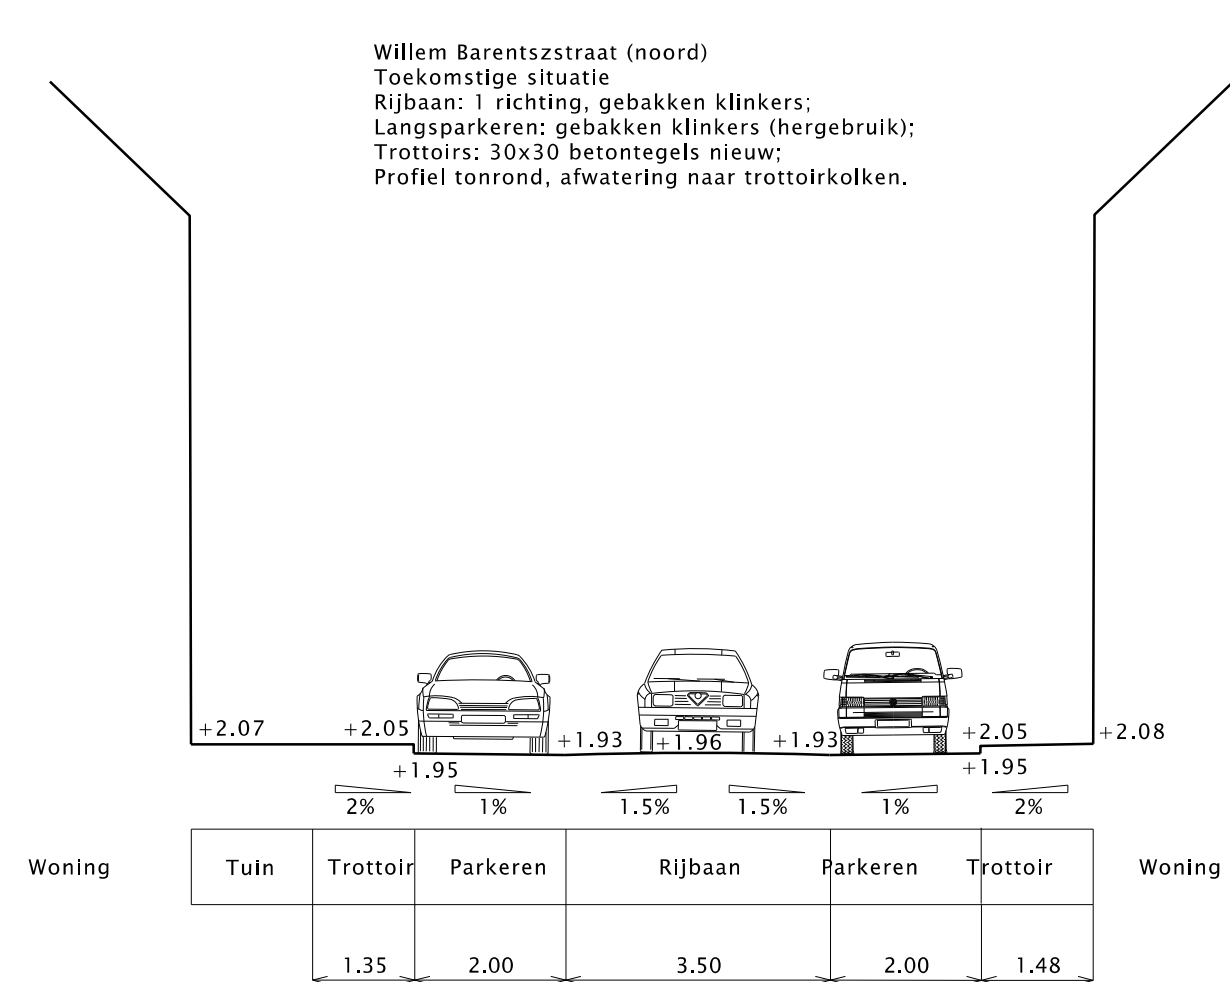 Willem Barentszstraat (noord)
Toekomstige situatie
Rijbaan: 1 richting, gebakken klinkers;
Langsparkeren: gebakken klinkers (hergebruik);
Trottoirs: 30x30 betontegels nieuw;
Profiel tonrond, afwatering naar trottoirkolken.
+2.07 +2.05 +1.93 +1.96 +1.93 +2.05 +2.08
+1.95 +1.95
2% 1% 1.5% 1.5% 1% 2%
Woning Tuin Trottoir Parkeren Rijbaan Parkeren Trottoir Woning
1.35 2.00 3.50 2.00 1.48